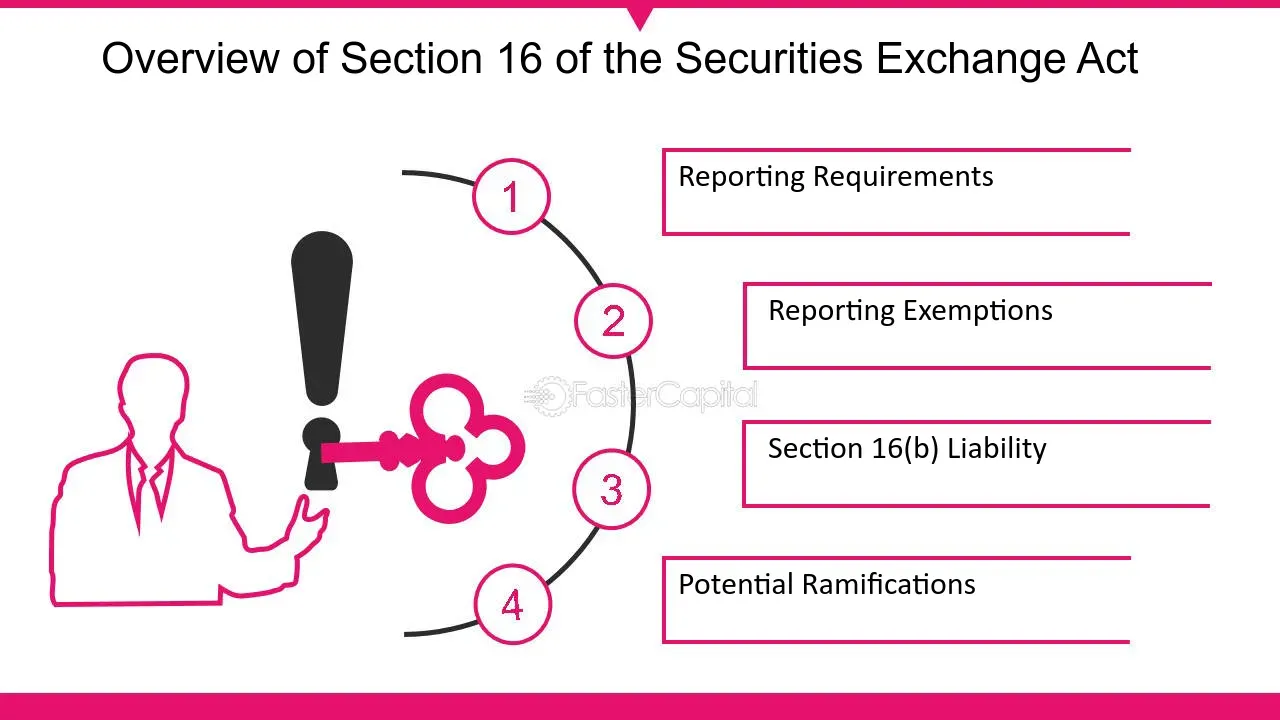 Overview of Section 16 of the Securities Exchange Act
1
Reporting Requirements
2
Reporting Exemptions
FasterCapital
3
Section 16(b) Liability
4
Potential Ramifications